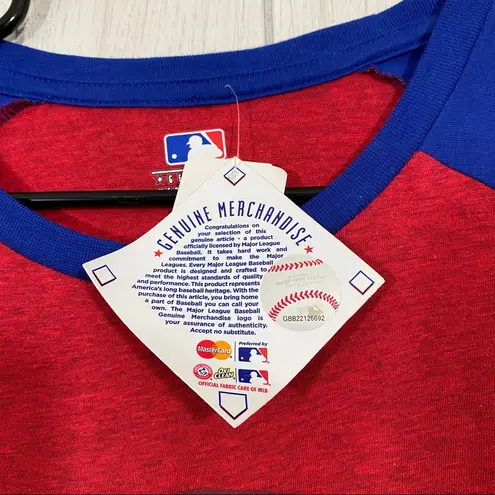 GENUINE MERCHANDISE
Congratulations on
your selection of this
genuine article - a product
officially licensed by Major League
Baseball. It takes hard work and
commitment to make the Major
Leagues. Every Major League Baseball
product is designed and crafted to
meet the highest standards of quality
and performance. This product represents
America's long baseball heritage. With the
purchase of this article, you bring home
a part of Baseball you can call your
own. The Major League Baseball
Genuine Merchandise logo is
your assurance of authenticity.
Accept no substitute.
GBB22126692
MasterCard
Preferred by
OXI
CLEAN
OFFICIAL FABRIC CARE OF MLB